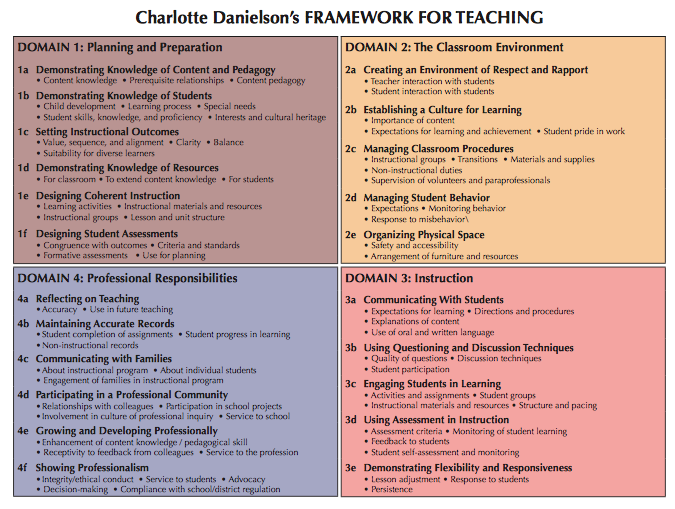 Charlotte Danielson's FRAMEWORK FOR TEACHING
DOMAIN 1: Planning and Preparation
1a Demonstrating Knowledge of Content and Pedagogy
• Content knowledge • Prerequisite relationships • Content pedagogy
1b Demonstrating Knowledge of Students
• Child development • Learning process • Special needs
• Student skills, knowledge, and proficiency • Interests and cultural heritage
1c Setting Instructional Outcomes
• Value, sequence, and alignment • Clarity • Balance
• Suitability for diverse learners
1d Demonstrating Knowledge of Resources
• For classroom • To extend content knowledge • For students
1e Designing Coherent Instruction
• Learning activities • Instructional materials and resources
• Instructional groups • Lesson and unit structure
1f Designing Student Assessments
• Congruence with outcomes • Criteria and standards
• Formative assessments • Use for planning
DOMAIN 2: The Classroom Environment
2a Creating an Environment of Respect and Rapport
• Teacher interaction with students
• Student interaction with students
2b Establishing a Culture for Learning
• Importance of content
• Expectations for learning and achievement • Student pride in work
2c Managing Classroom Procedures
• Instructional groups • Transitions • Materials and supplies
• Non-instructional duties
• Supervision of volunteers and paraprofessionals
2d Managing Student Behavior
• Expectations • Monitoring behavior
• Response to misbehavior\
2e Organizing Physical Space
• Safety and accessibility
• Arrangement of furniture and resources
DOMAIN 4: Professional Responsibilities
4a Reflecting on Teaching
• Accuracy • Use in future teaching
4b Maintaining Accurate Records
• Student completion of assignments • Student progress in learning
• Non-instructional records
4c Communicating with Families
• About instructional program • About individual students
• Engagement of families in instructional program
4d Participating in a Professional Community
• Relationships with colleagues • Participation in school projects
• Involvement in culture of professional inquiry • Service to school
4e Growing and Developing Professionally
• Enhancement of content knowledge / pedagogical skill
• Receptivity to feedback from colleagues • Service to the profession
4f Showing Professionalism
• Integrity/ethical conduct • Service to students • Advocacy
• Decision-making • Compliance with school/district regulation
DOMAIN 3: Instruction
3a Communicating With Students
• Expectations for learning • Directions and procedures
• Explanations of content
• Use of oral and written language
3b Using Questioning and Discussion Techniques
• Quality of questions • Discussion techniques
• Student participation
3c Engaging Students in Learning
• Activities and assignments • Student groups
• Instructional materials and resources • Structure and pacing
3d Using Assessment in Instruction
• Assessment criteria • Monitoring of student learning
• Feedback to students
• Student self-assessment and monitoring
3e Demonstrating Flexibility and Responsiveness
• Lesson adjustment • Response to students
• Persistence